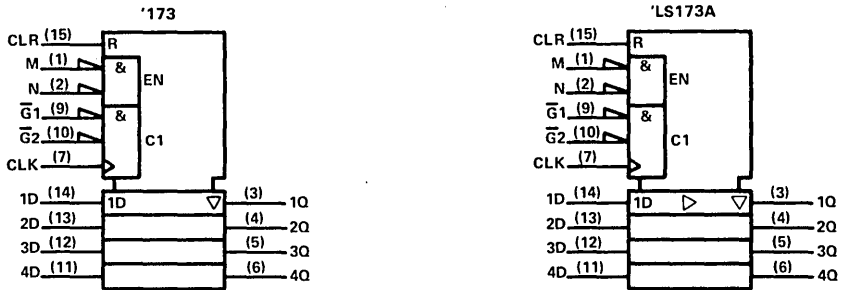 '173
CLR (15) R
M (1) &
EN
N (2)
G̅1 (9) &
G̅2 (10) C1
CLK (7)
1D (14) 1D ▽ (3) 1Q
2D (13) (4) 2Q
3D (12) (5) 3Q
4D (11) (6) 4Q
'LS173A
CLR (15) R
M (1) &
EN
N (2)
G̅1 (9) &
G̅2 (10) C1
CLK (7)
1D (14) 1D ▷ ▽ (3) 1Q
2D (13) (4) 2Q
3D (12) (5) 3Q
4D (11) (6) 4Q